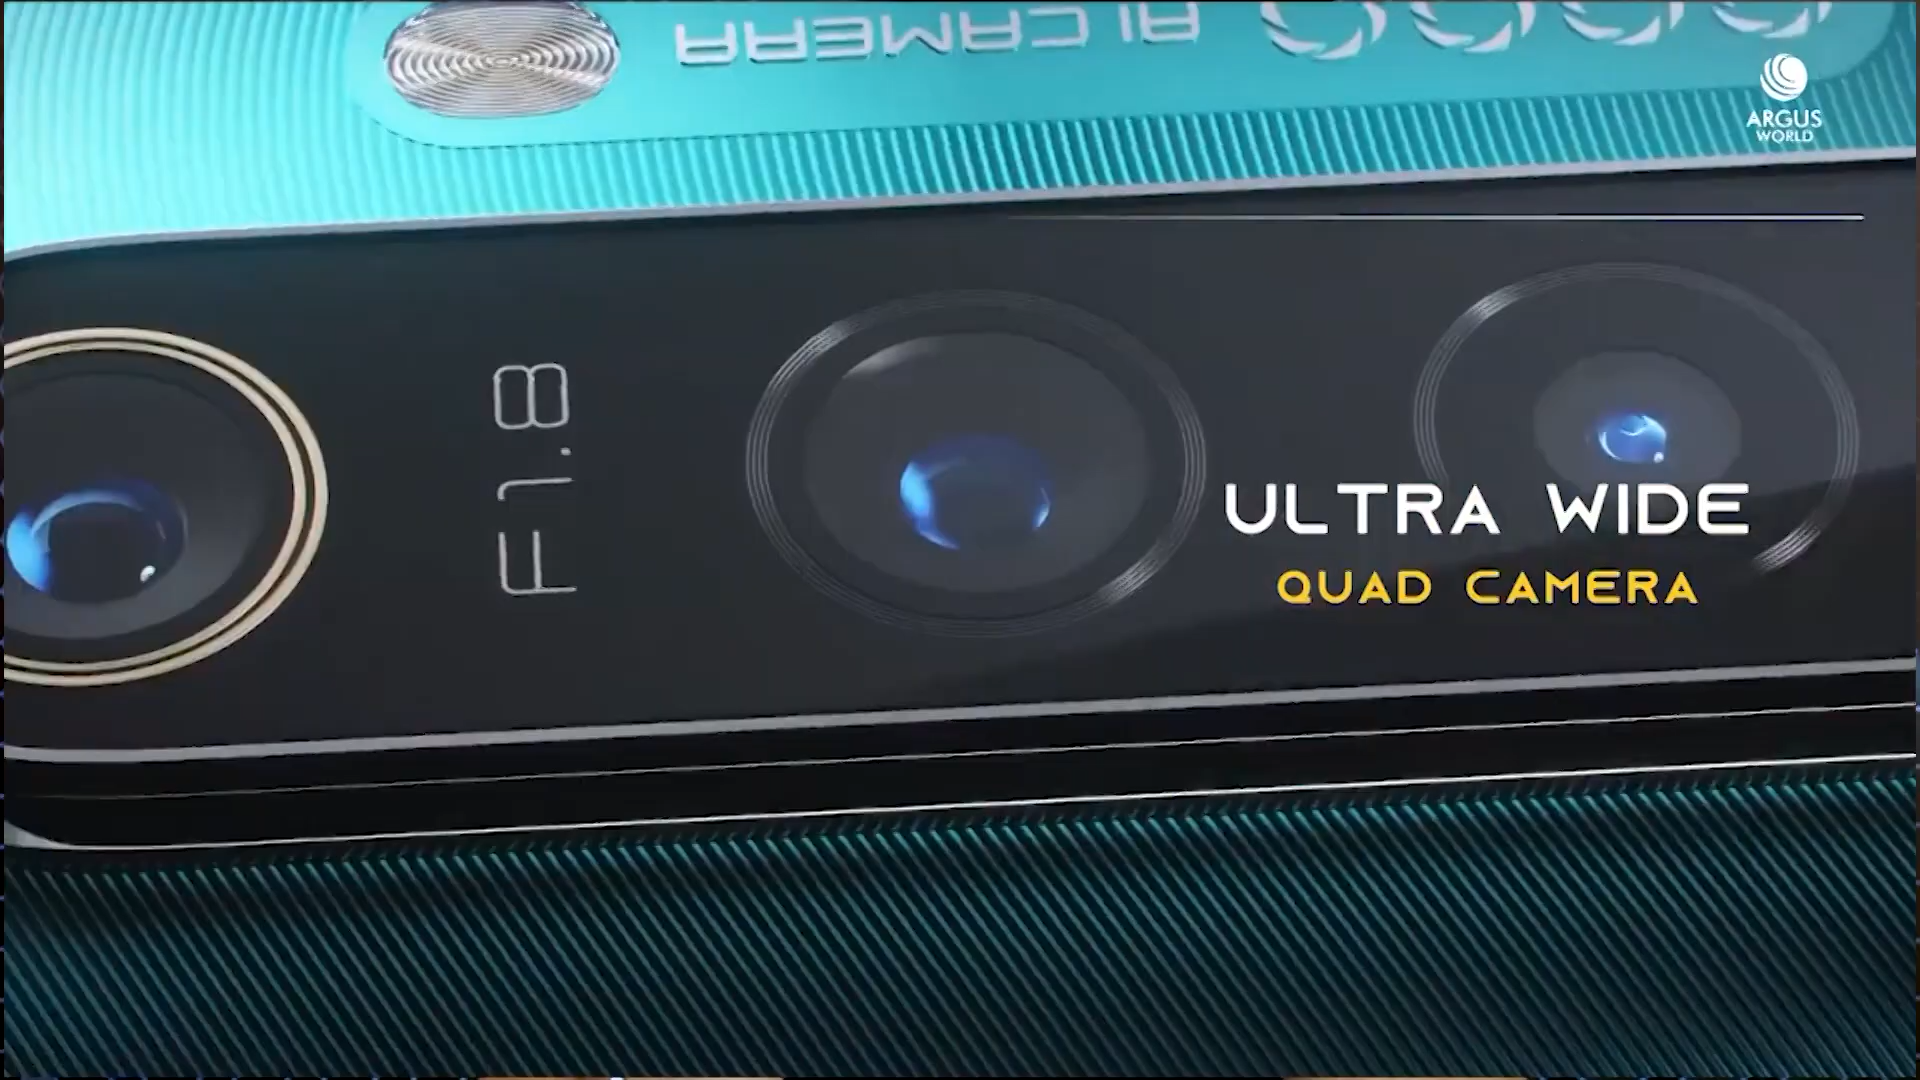 AI CAMERA
ARGUS
WORLD
F1.8
ULTRA WIDE
QUAD CAMERA